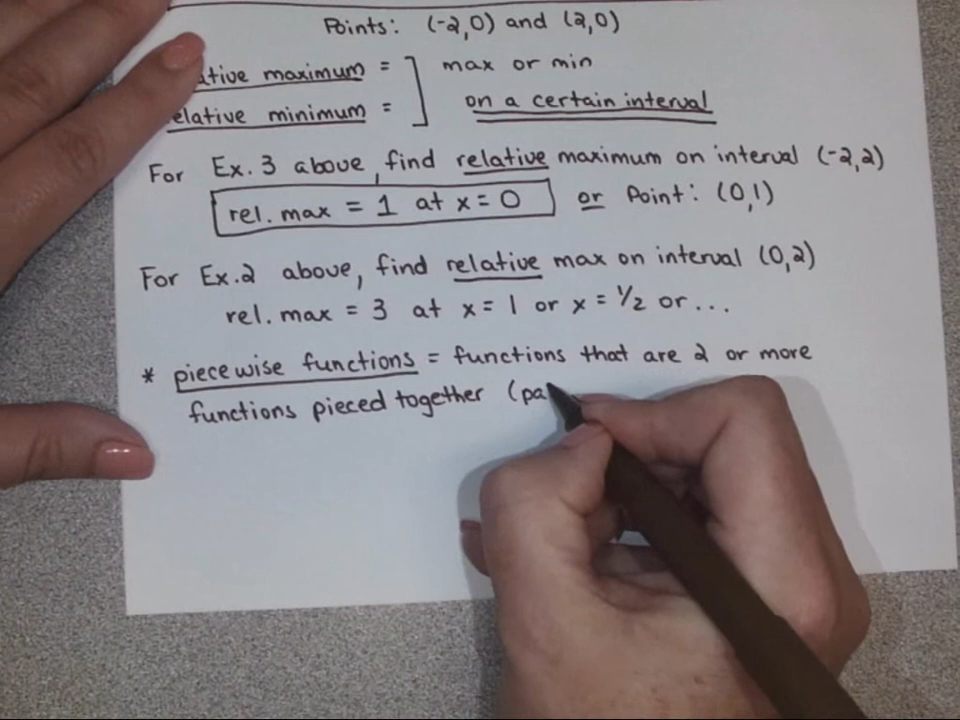 Points: (-2,0) and (2,0)
ative maximum = ] max or min
elative minimum = on a certain interval
For Ex. 3 above, find relative maximum on interval (-2,2)
rel. max = 1 at x = 0 or Point: (0,1)
For Ex. 2 above, find relative max on interval (0,2)
rel. max = 3 at x = 1 or x = 1/2 or ...
* piecewise functions = functions that are 2 or more
functions pieced together (pa